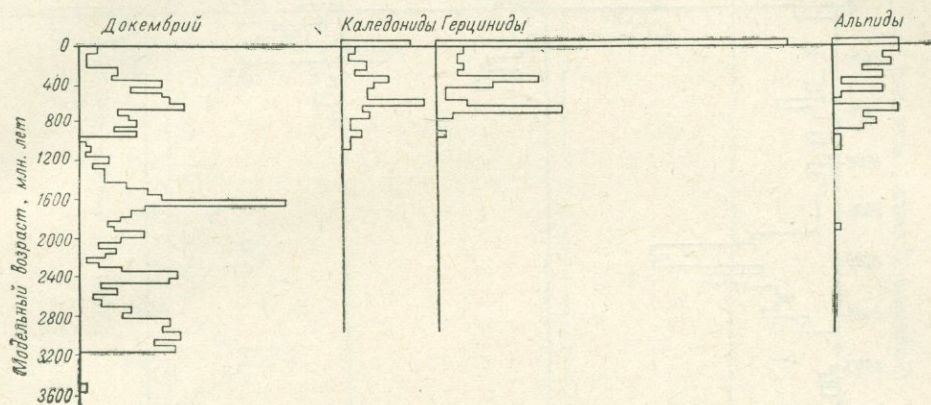 Докембрий
Каледониды
Герциниды
Альпиды
Модельный возраст, млн. лет
0
400
800
1200
1600
2000
2400
2800
3200
3600